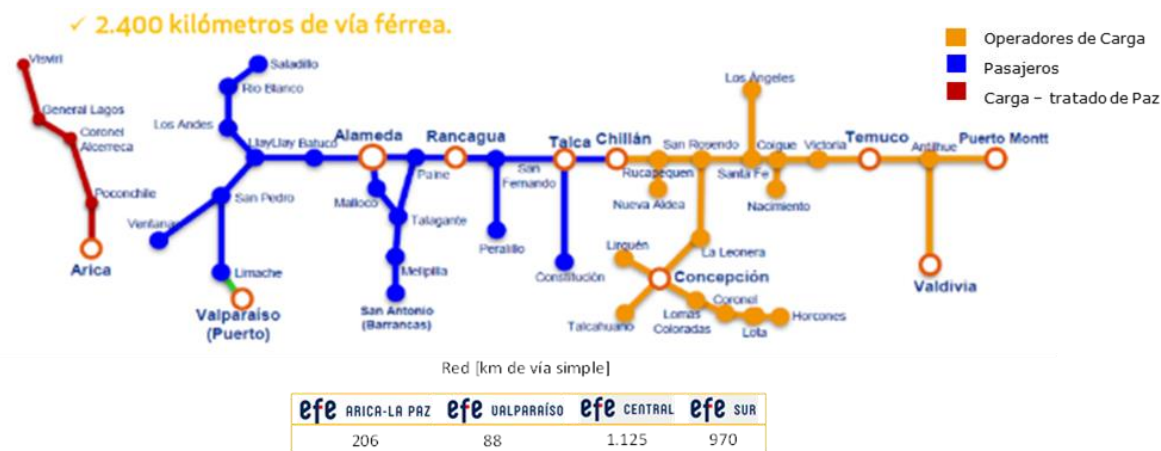 ✓ 2.400 kilómetros de vía férrea.
Operadores de Carga
Pasajeros
Carga – tratado de Paz
Visviri
General Lagos
Coronel
Alcerreca
Poconchile
Arica
Saladillo
Rio Blanco
Los Andes
LlayLlay
Batuco
San Pedro
Ventanas
Limache
Valparaíso
(Puerto)
Alameda
Malloco
Paine
Talagante
Melipilla
San Antonio
(Barrancas)
Rancagua
San
Fernando
Peralillo
Talca
Constitución
Chillán
Rucapequen
Nueva Aldea
San Rosendo
La Leonera
Lirquén
Concepción
Talcahuano
Lomas
Coloradas
Coronel
Lota
Horcones
Los Ángeles
Santa Fe
Coigue
Nacimiento
Victoria
Temuco
Antilhue
Valdivia
Puerto Montt
Red [km de vía simple]
efe ARICA-LA PAZ efe VALPARAÍSO efe CENTRAL efe SUR
206 88 1.125 970